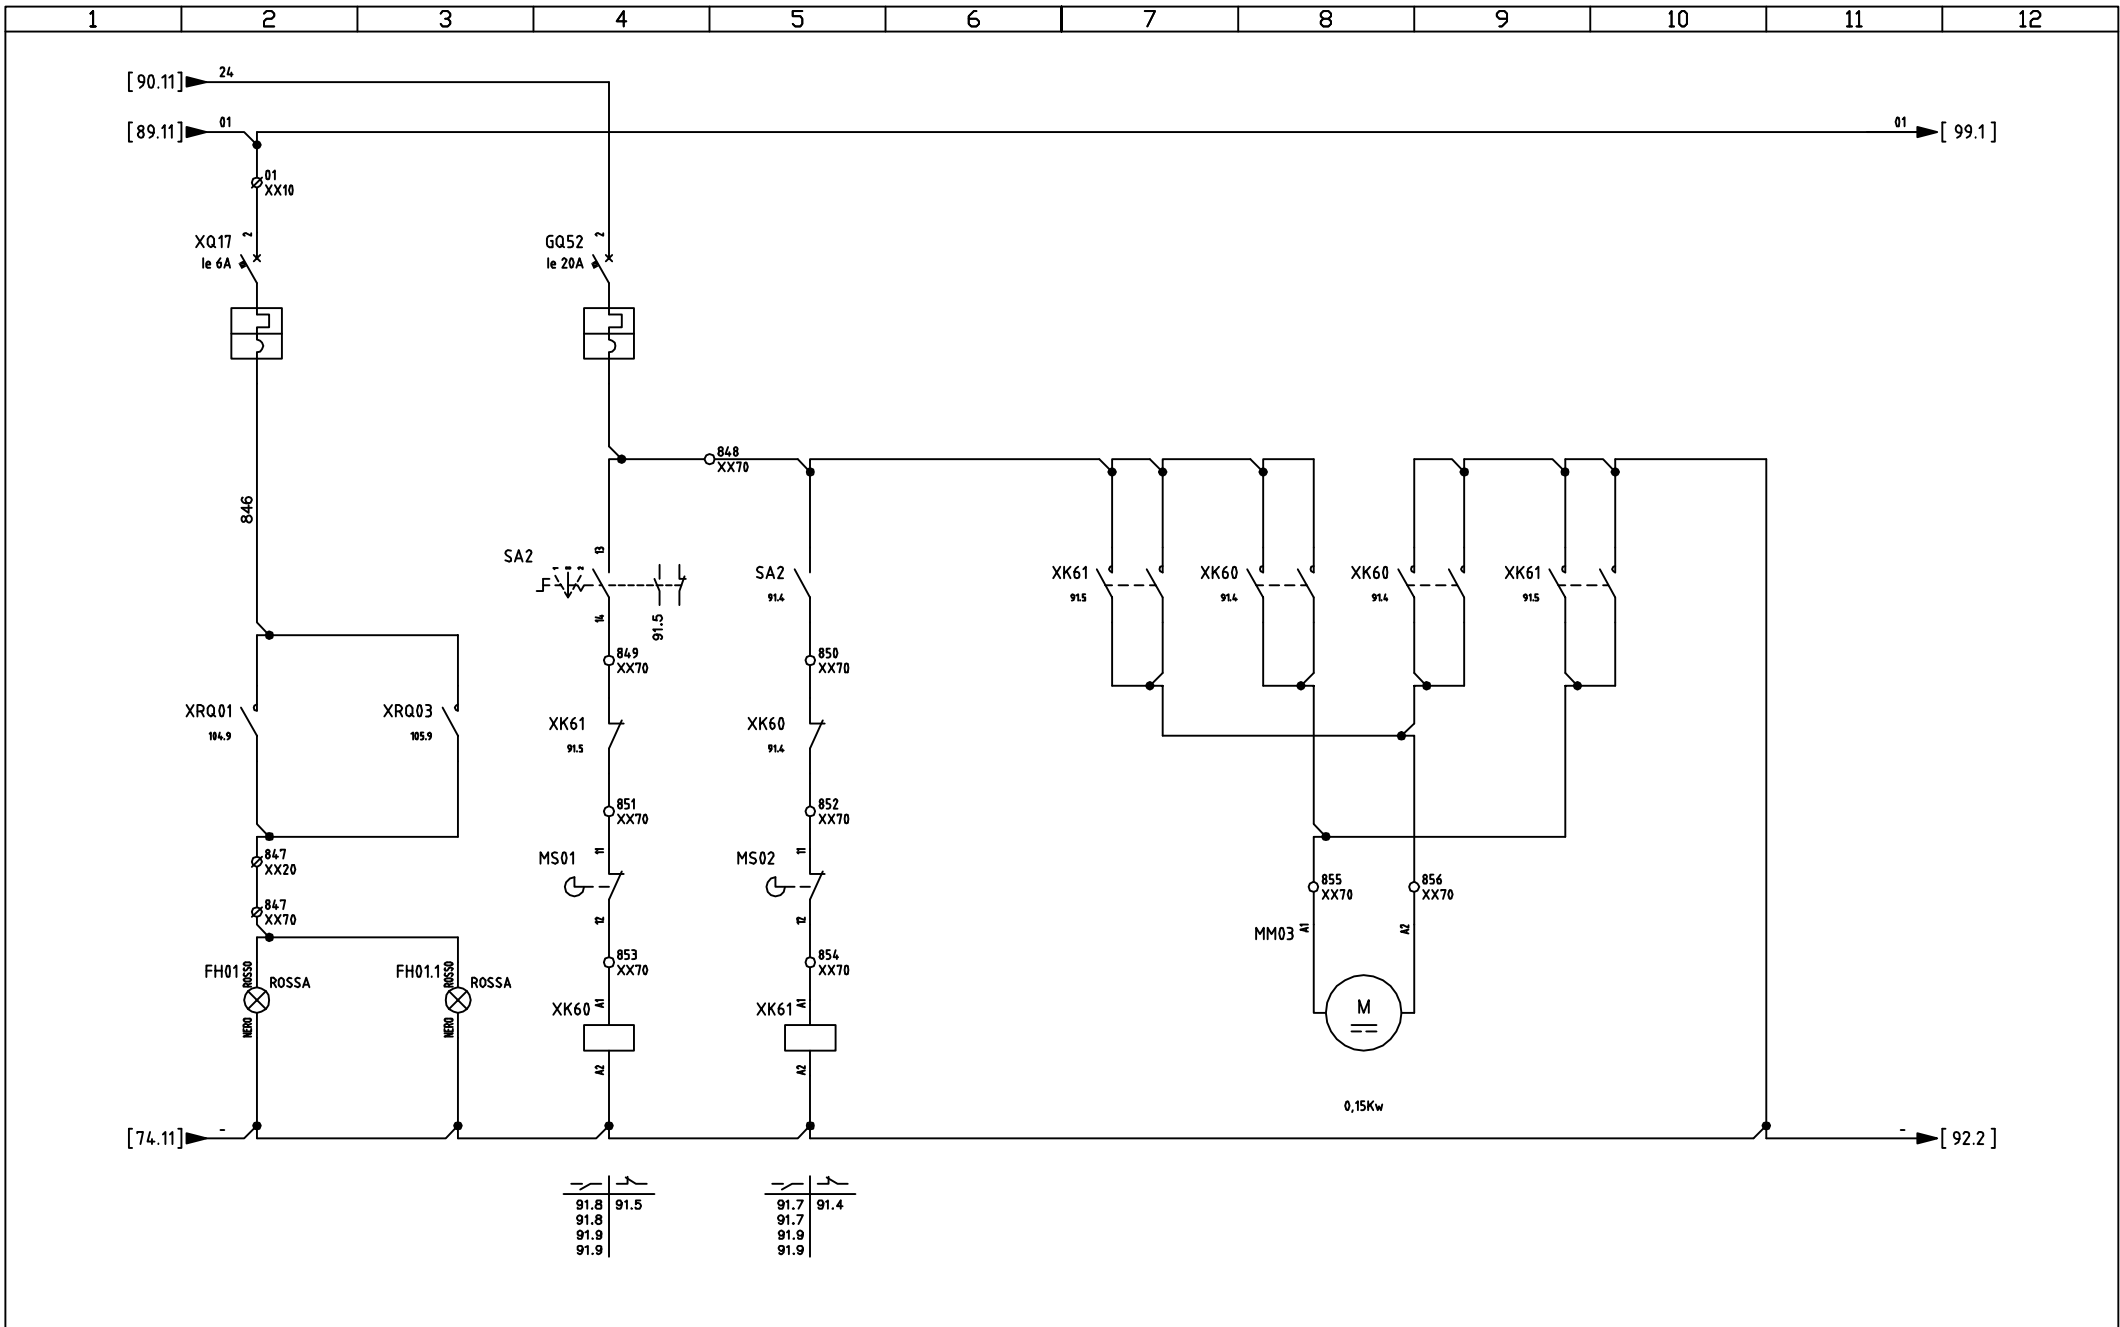 1 2 3 4 5 6 7 8 9 10 11 12
[90.11] 24
[89.11] 01
01 [ 99.1 ]
01
XX10
XQ17 2
Ie 6A
GQ52 2
Ie 20A
848
XX70
846
SA2 13
14
91.5
SA2
91.4
XK61
91.5
XK60
91.4
XK60
91.4
XK61
91.5
849
XX70
850
XX70
XRQ01
104.9
XRQ03
105.9
XK61
91.5
XK60
91.4
851
XX70
852
XX70
847
XX20
MS01 11
12
MS02 11
12
855
XX70
856
XX70
847
XX70
MM03 A1
A2
FH01 ROSSO ROSSA
NERO
FH01.1 ROSSO ROSSA
NERO
853
XX70
854
XX70
XK60 A1
A2
XK61 A1
A2
M
0,15Kw
[74.11] -
- [ 92.2 ]
91.8 91.5
91.8
91.9
91.9
91.7 91.4
91.7
91.9
91.9